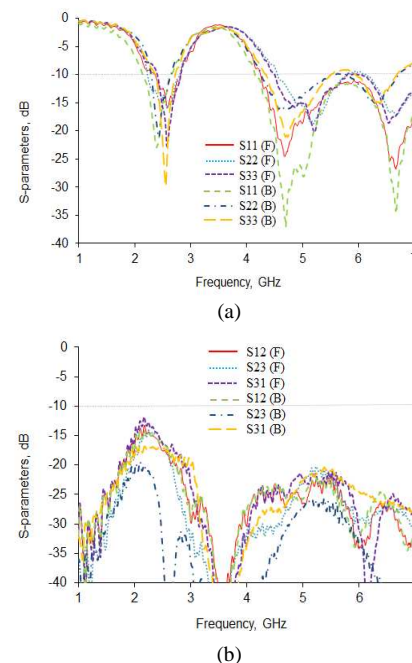 0
-5
-10
-15
-20
-25
-30
-35
-40
S-parameters, dB
S11 (F)
S22 (F)
S33 (F)
S11 (B)
S22 (B)
S33 (B)
1 2 3 4 5 6 7
Frequency, GHz
(a)
0
-5
-10
-15
-20
-25
-30
-35
-40
S-parameters, dB
S12 (F)
S23 (F)
S31 (F)
S12 (B)
S23 (B)
S31 (B)
1 2 3 4 5 6 7
Frequency, GHz
(b)